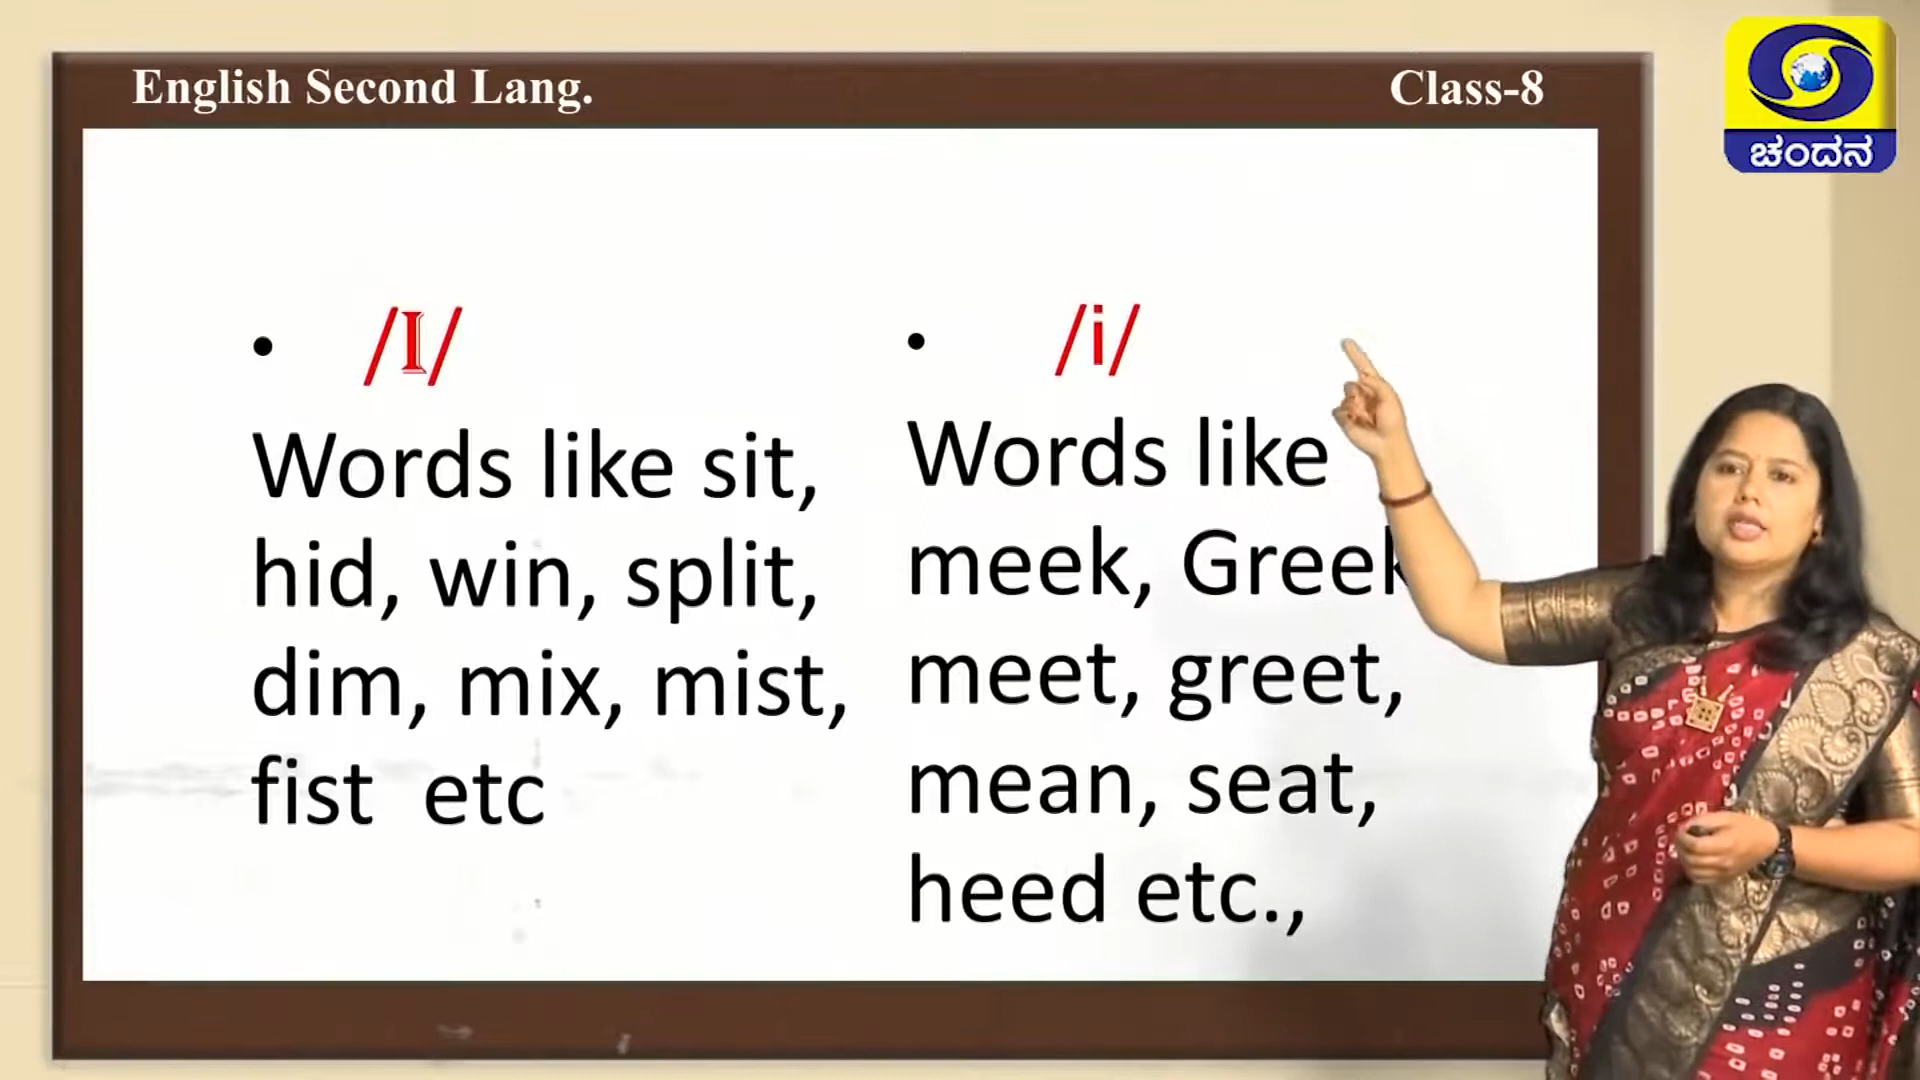 English Second Lang.
Class-8
ಚಂದನ
• /I/
Words like sit,
hid, win, split,
dim, mix, mist,
fist etc
• /i/
Words like
meek, Greek
meet, greet,
mean, seat,
heed etc.,